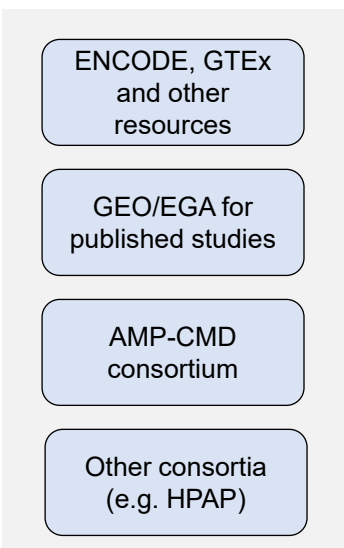 ENCODE, GTEx
and other
resources
GEO/EGA for
published studies
AMP-CMD
consortium
Other consortia
(e.g. HPAP)